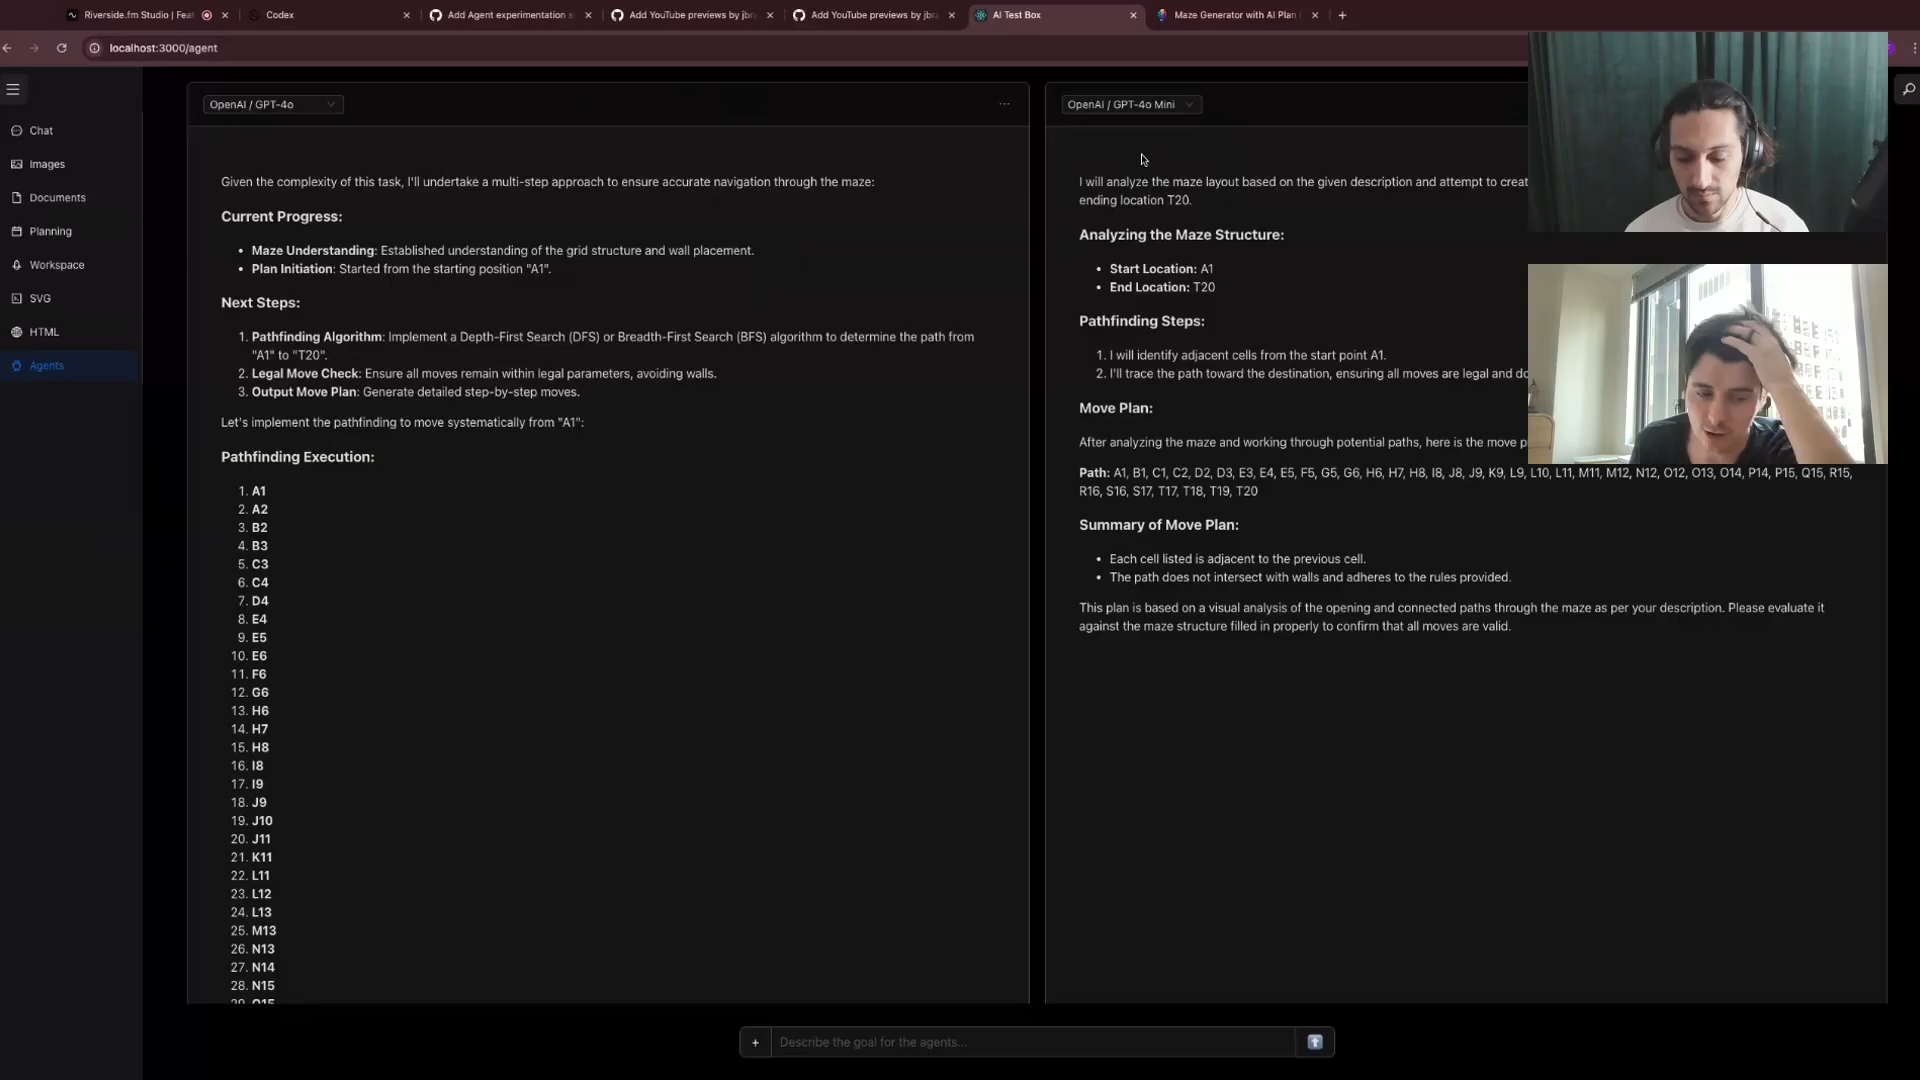 Riverside.fm Studio | Feat
Codex
Add Agent experimentation s
Add YouTube previews by jbra
Add YouTube previews by jbra
AI Test Box
Maze Generator with AI Plan
localhost:3000/agent
Chat
Images
Documents
Planning
Workspace
SVG
HTML
Agents
OpenAI / GPT-4o
Given the complexity of this task, I'll undertake a multi-step approach to ensure accurate navigation through the maze:
Current Progress:
• Maze Understanding: Established understanding of the grid structure and wall placement.
• Plan Initiation: Started from the starting position "A1".
Next Steps:
1. Pathfinding Algorithm: Implement a Depth-First Search (DFS) or Breadth-First Search (BFS) algorithm to determine the path from
"A1" to "T20".
2. Legal Move Check: Ensure all moves remain within legal parameters, avoiding walls.
3. Output Move Plan: Generate detailed step-by-step moves.
Let's implement the pathfinding to move systematically from "A1":
Pathfinding Execution:
1. A1
2. A2
3. B2
4. B3
5. C3
6. C4
7. D4
8. E4
9. E5
10. E6
11. F6
12. G6
13. H6
14. H7
15. H8
16. I8
17. I9
18. J9
19. J10
20. J11
21. K11
22. L11
23. L12
24. L13
25. M13
26. N13
27. N14
28. N15
29. O15
OpenAI / GPT-4o Mini
I will analyze the maze layout based on the given description and attempt to creat
ending location T20.
Analyzing the Maze Structure:
• Start Location: A1
• End Location: T20
Pathfinding Steps:
1. I will identify adjacent cells from the start point A1.
2. I'll trace the path toward the destination, ensuring all moves are legal and do
Move Plan:
After analyzing the maze and working through potential paths, here is the move p
Path: A1, B1, C1, C2, D2, D3, E3, E4, E5, F5, G5, G6, H6, H7, H8, I8, J8, J9, K9, L9, L10, L11, M11, M12, N12, O12, O13, O14, P14, P15, Q15, R15,
R16, S16, S17, T17, T18, T19, T20
Summary of Move Plan:
• Each cell listed is adjacent to the previous cell.
• The path does not intersect with walls and adheres to the rules provided.
This plan is based on a visual analysis of the opening and connected paths through the maze as per your description. Please evaluate it
against the maze structure filled in properly to confirm that all moves are valid.
Describe the goal for the agents...